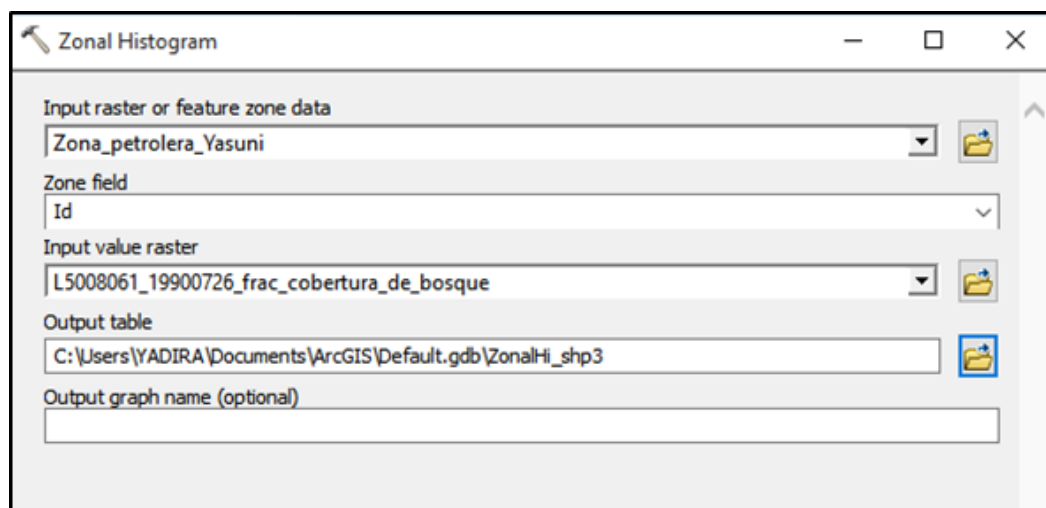 Zonal Histogram
Input raster or feature zone data
Zona_petrolera_Yasuni
Zone field
Id
Input value raster
L5008061_19900726_frac_cobertura_de_bosque
Output table
C:\Users\YADIRA\Documents\ArcGIS\Default.gdb\ZonalHi_shp3
Output graph name (optional)